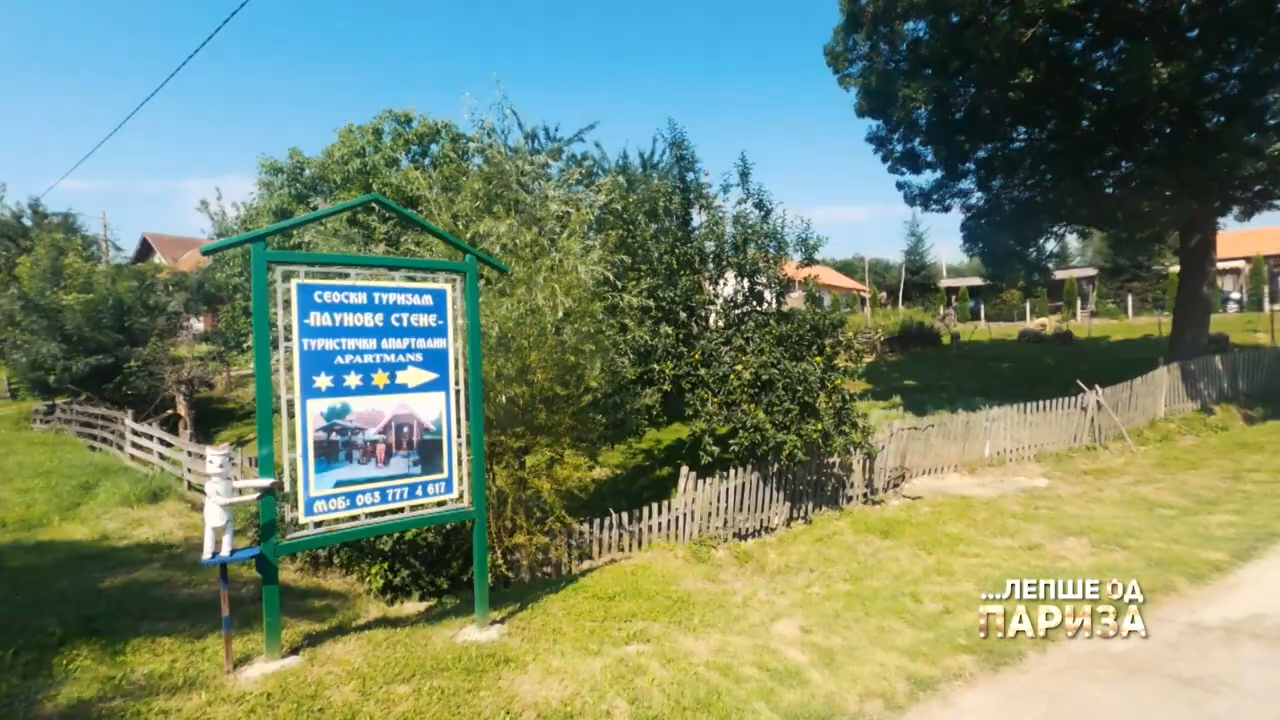 СЕОСКИ ТУРИЗАМ
-ПАУНОВЕ СТЕНЕ-
ТУРИСТИЧКИ АПАРТМАНИ
APARTMANS
МОБ: 063 777 4 617
...ЛЕПШЕ ОД
ПАРИЗА